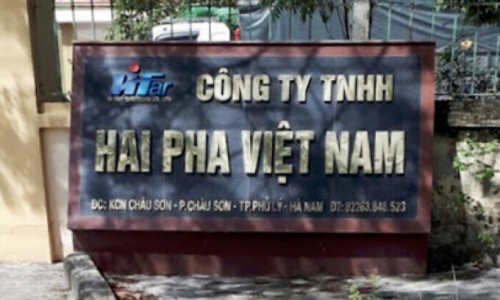 HiTar
CÔNG TY TNHH
HAI PHA VIỆT NAM
ĐC: KCN CHÂU SƠN - P.CHÂU SƠN - TP.PHỦ LÝ - HÀ NAM ĐT: 02263.848.523